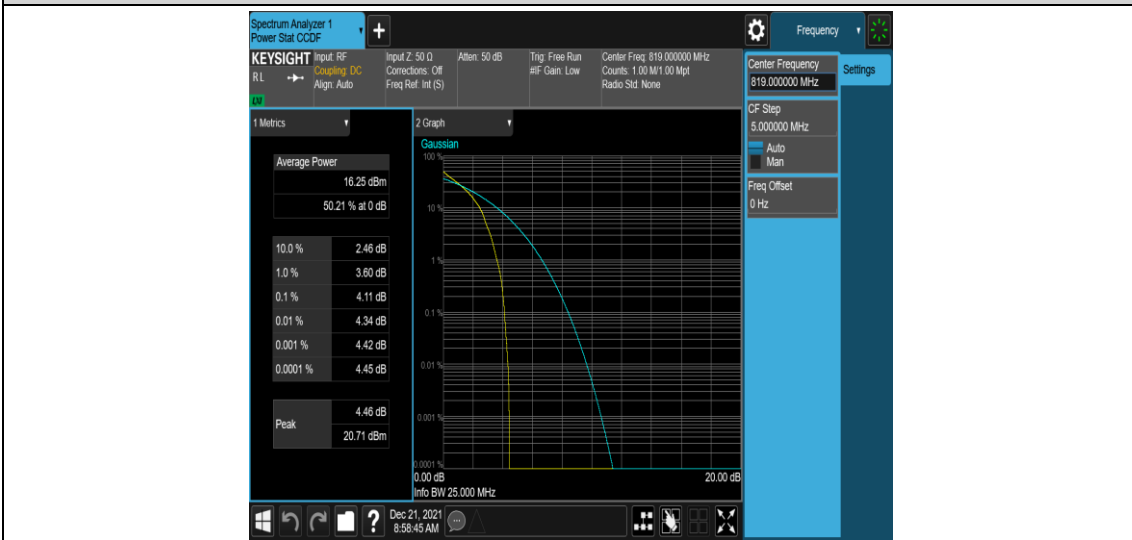 Spectrum Analyzer 1
Power Stat CCDF
+
Frequency
KEYSIGHT
RL
LXI
Input: RF
Coupling: DC
Align: Auto
Input Z: 50 Ω
Corrections: Off
Freq Ref: Int (S)
Atten: 50 dB
Trig: Free Run
#IF Gain: Low
Center Freq: 819.000000 MHz
Counts: 1.00 M/1.00 Mpt
Radio Std: None
Center Frequency
819.000000 MHz
Settings
CF Step
5.000000 MHz
Auto
Man
Freq Offset
0 Hz
1 Metrics
Average Power
16.25 dBm
50.21 % at 0 dB
10.0 % 2.46 dB
1.0 % 3.60 dB
0.1 % 4.11 dB
0.01 % 4.34 dB
0.001 % 4.42 dB
0.0001 % 4.45 dB
Peak
4.46 dB
20.71 dBm
2 Graph
Gaussian
100 %
10 %
1 %
0.1 %
0.01 %
0.001 %
0.0001 %
0.00 dB 20.00 dB
Info BW 25.000 MHz
?
Dec 21, 2021
8:58:45 AM